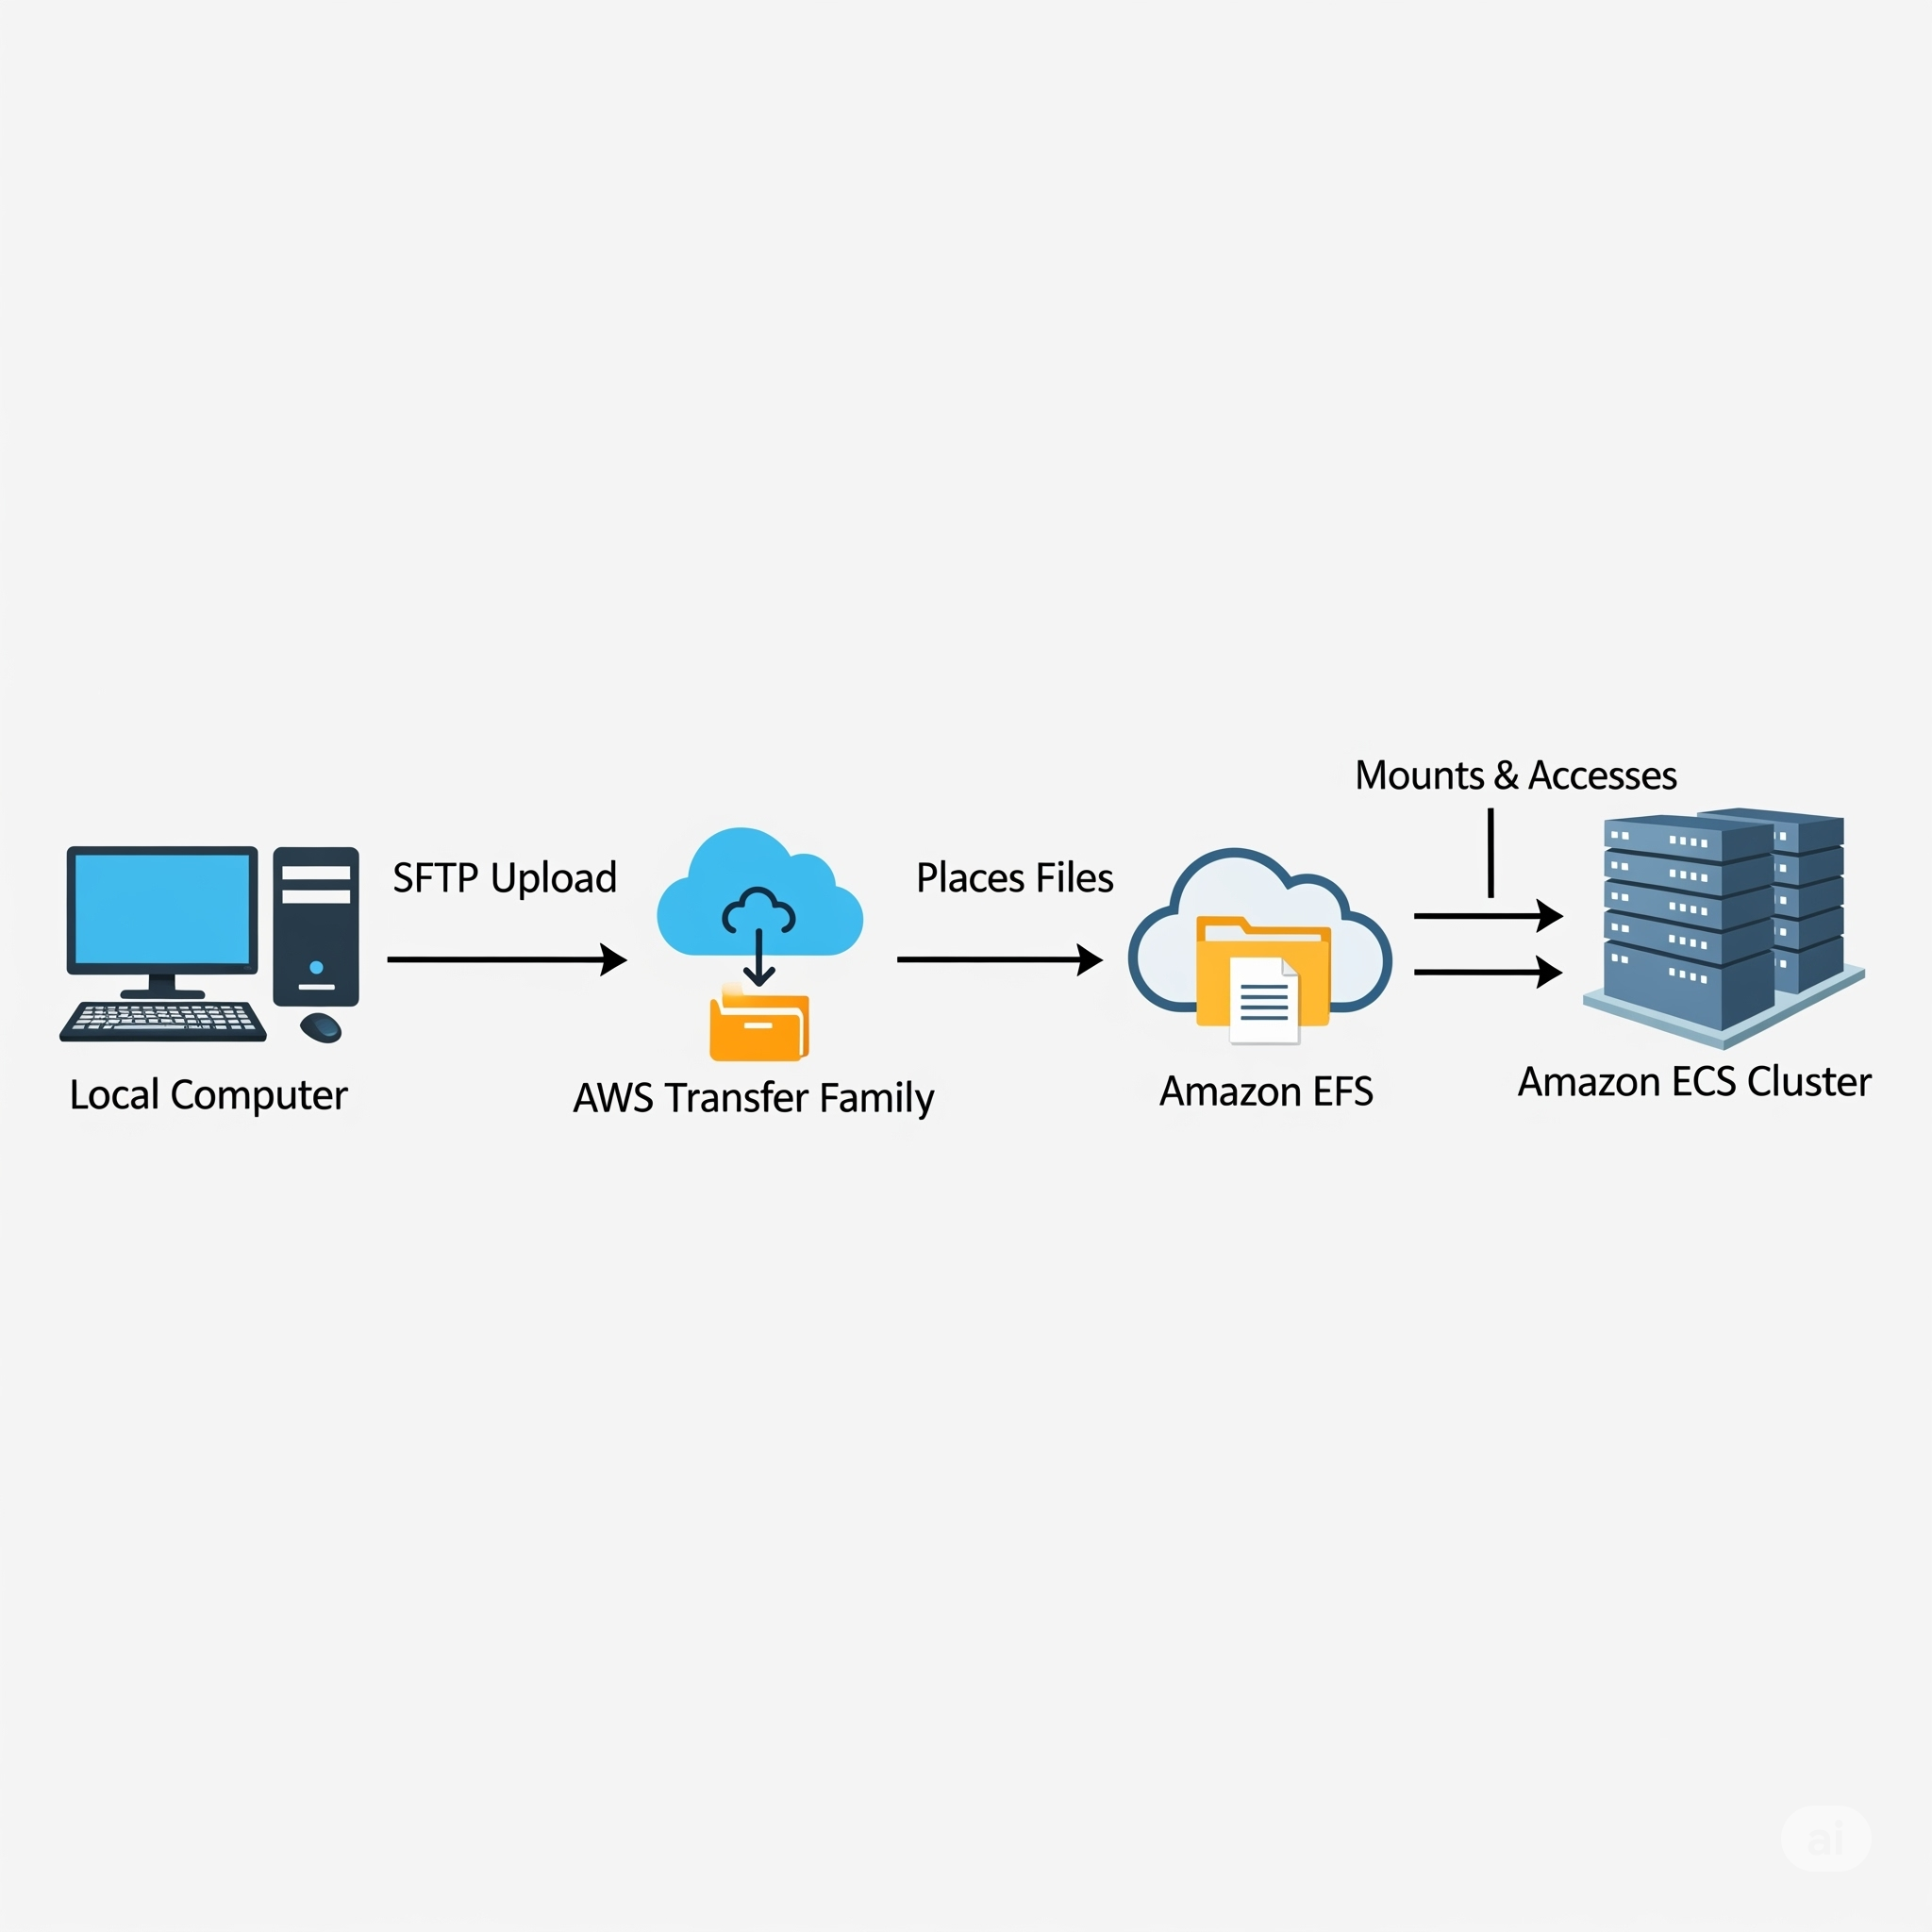 Mounts & Accesses
SFTP Upload
Places Files
Local Computer
AWS Transfer Family
Amazon EFS
Amazon ECS Cluster
ai